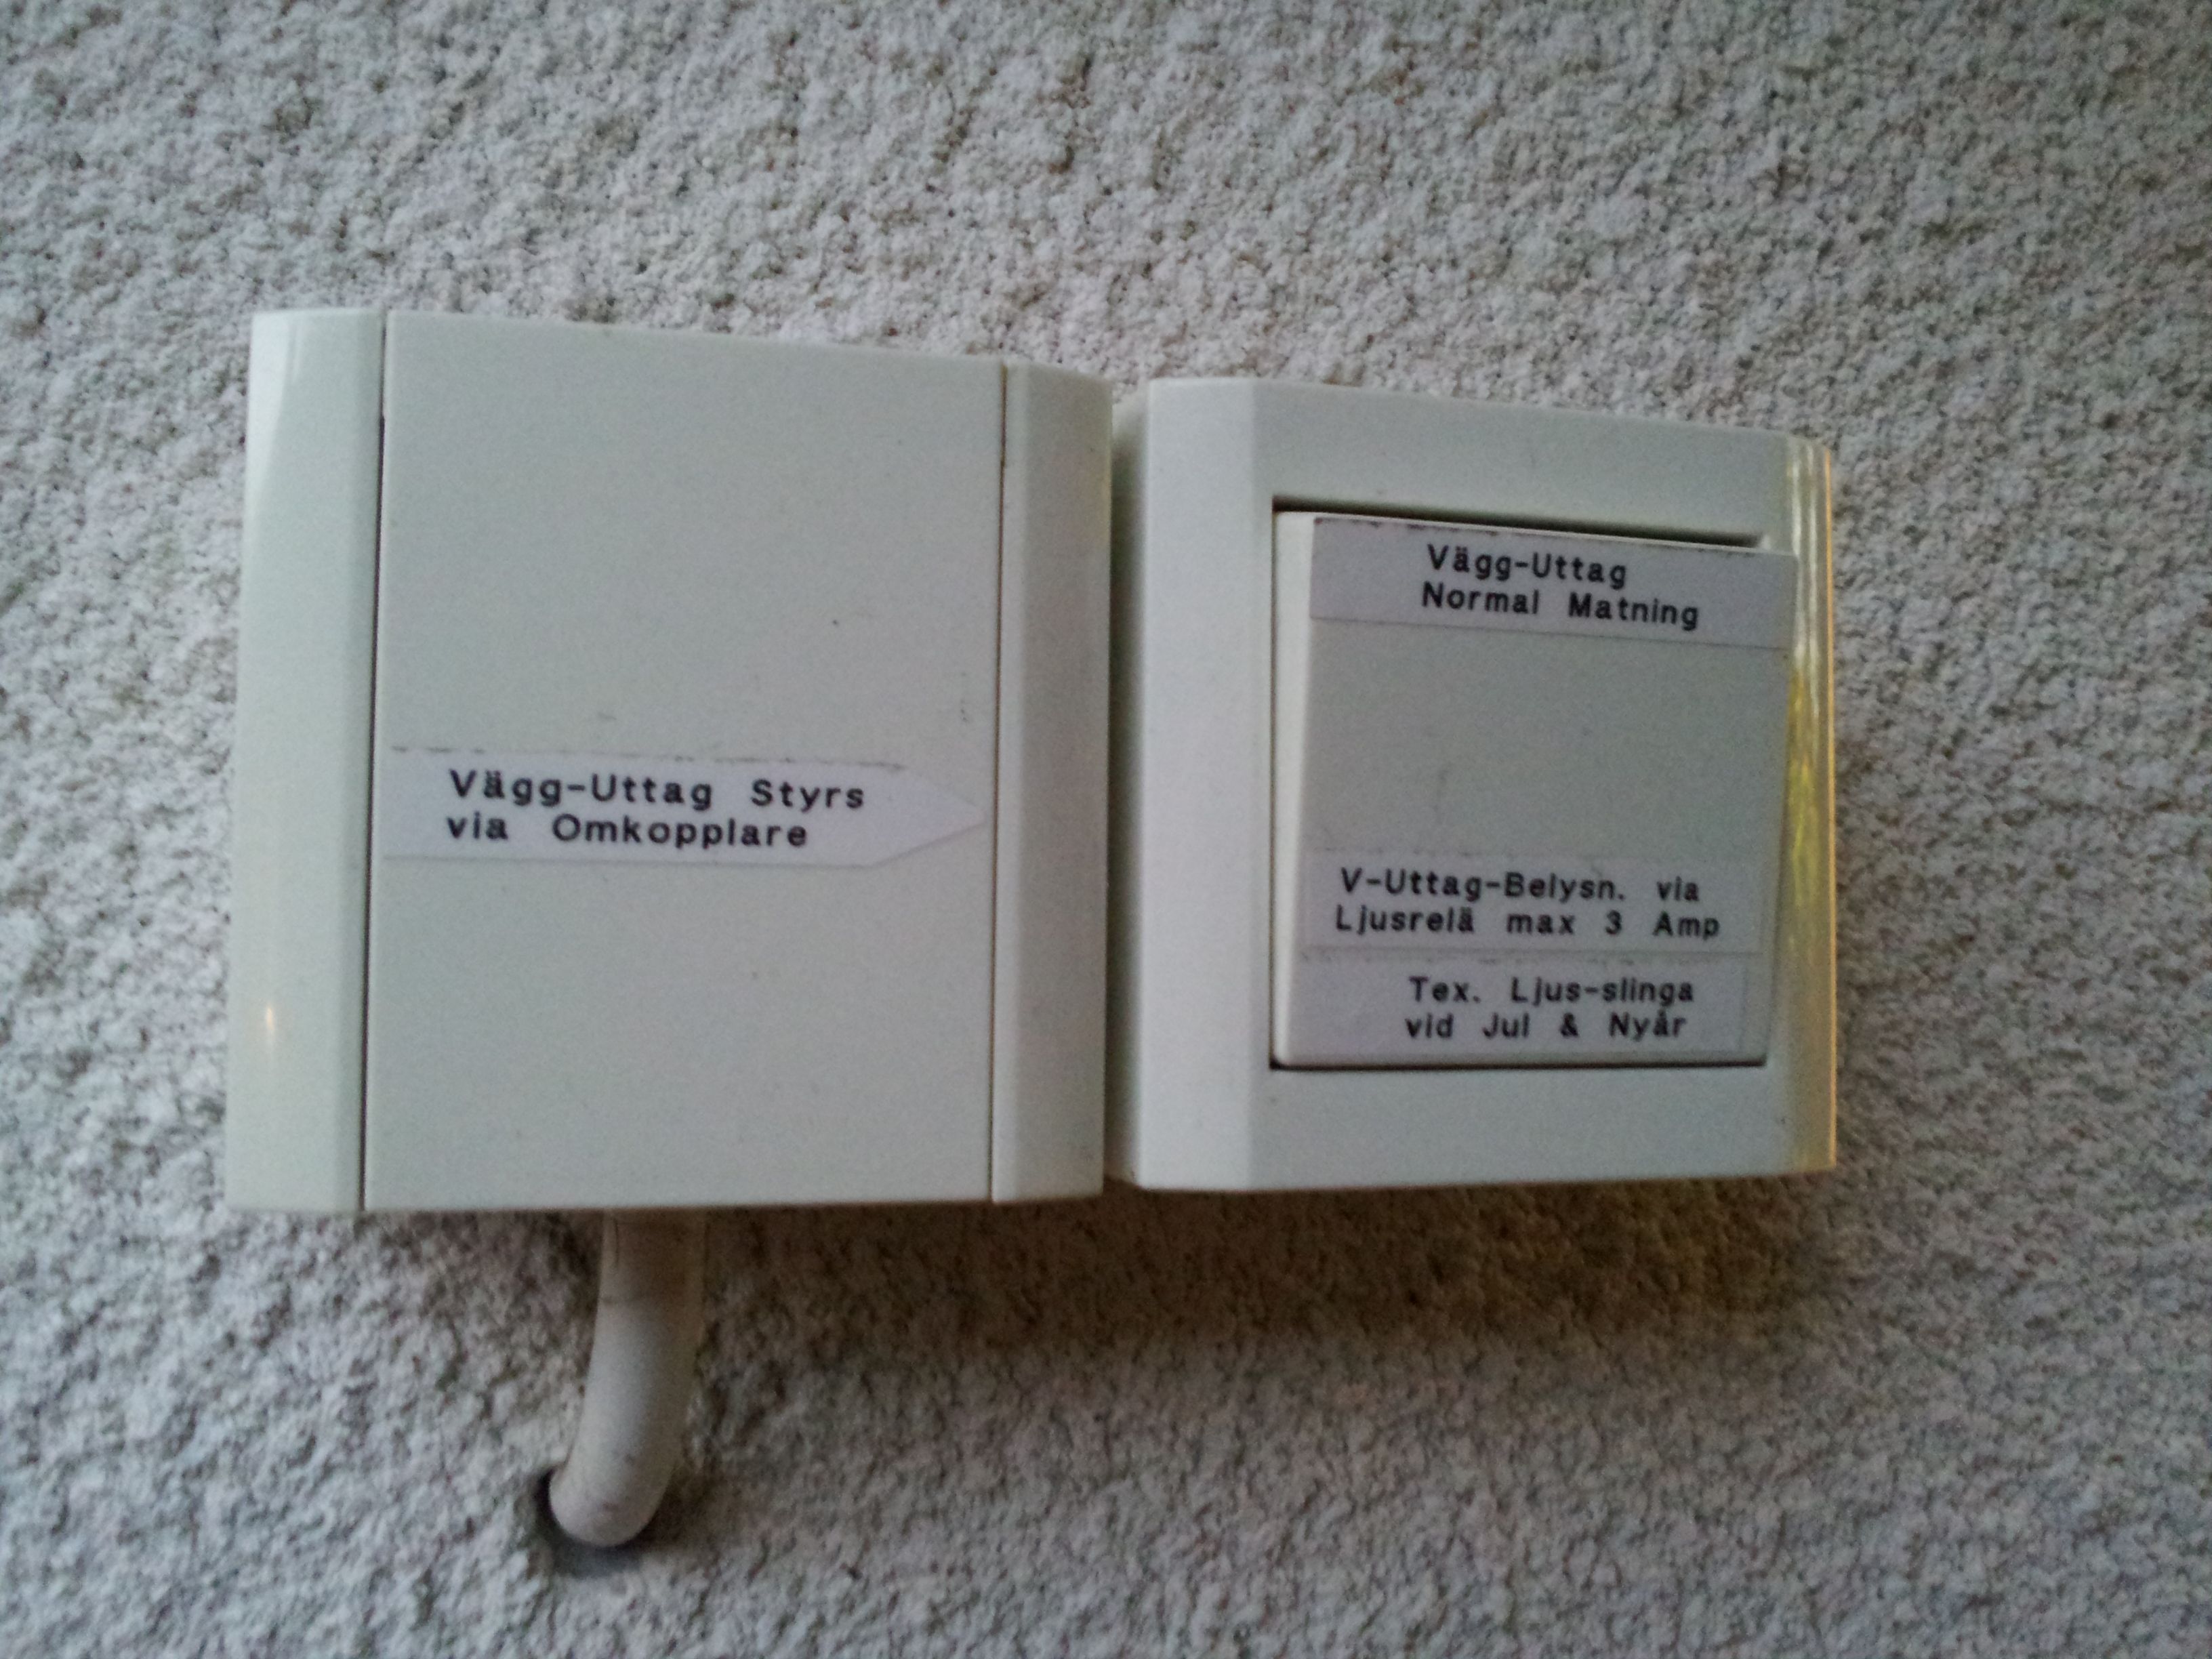 Vägg-Uttag Styrs
via Omkopplare
Vägg-Uttag
Normal Matning
V-Uttag-Belysn. via
Ljusrelä max 3 Amp
Tex. Ljus-slinga
vid Jul & Nyår